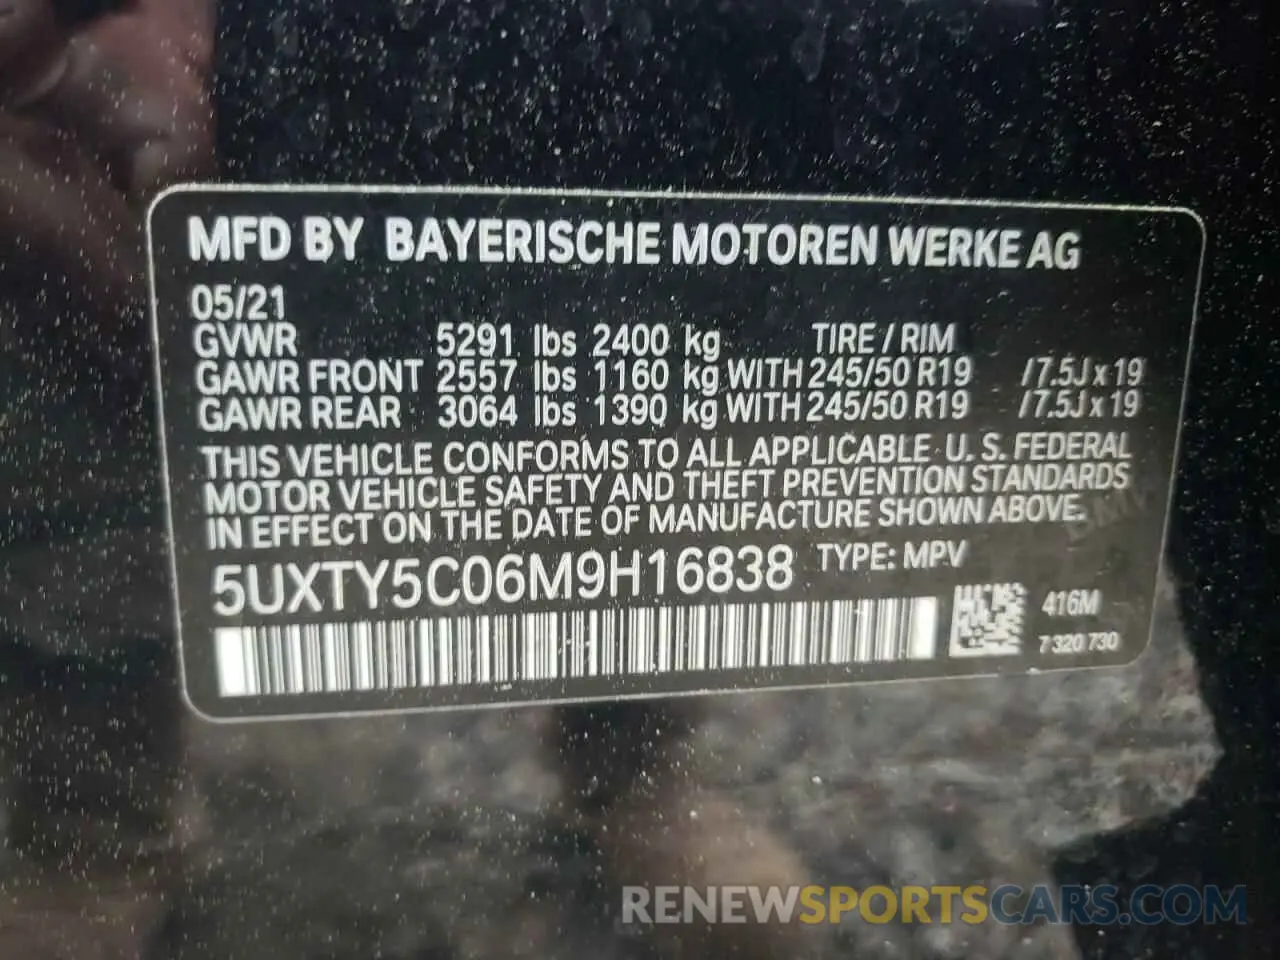 MFD BY BAYERISCHE MOTOREN WERKE AG
05/21
GVWR 5291 lbs 2400 kg TIRE / RIM
GAWR FRONT 2557 lbs 1160 kg WITH 245/50 R19 / 7.5J x 19
GAWR REAR 3064 lbs 1390 kg WITH 245/50 R19 / 7.5J x 19
THIS VEHICLE CONFORMS TO ALL APPLICABLE U. S. FEDERAL
MOTOR VEHICLE SAFETY AND THEFT PREVENTION STANDARDS
IN EFFECT ON THE DATE OF MANUFACTURE SHOWN ABOVE.
5UXTY5C06M9H16838 TYPE: MPV
416M
7 320 730
RENEWSPORTSCARS.COM